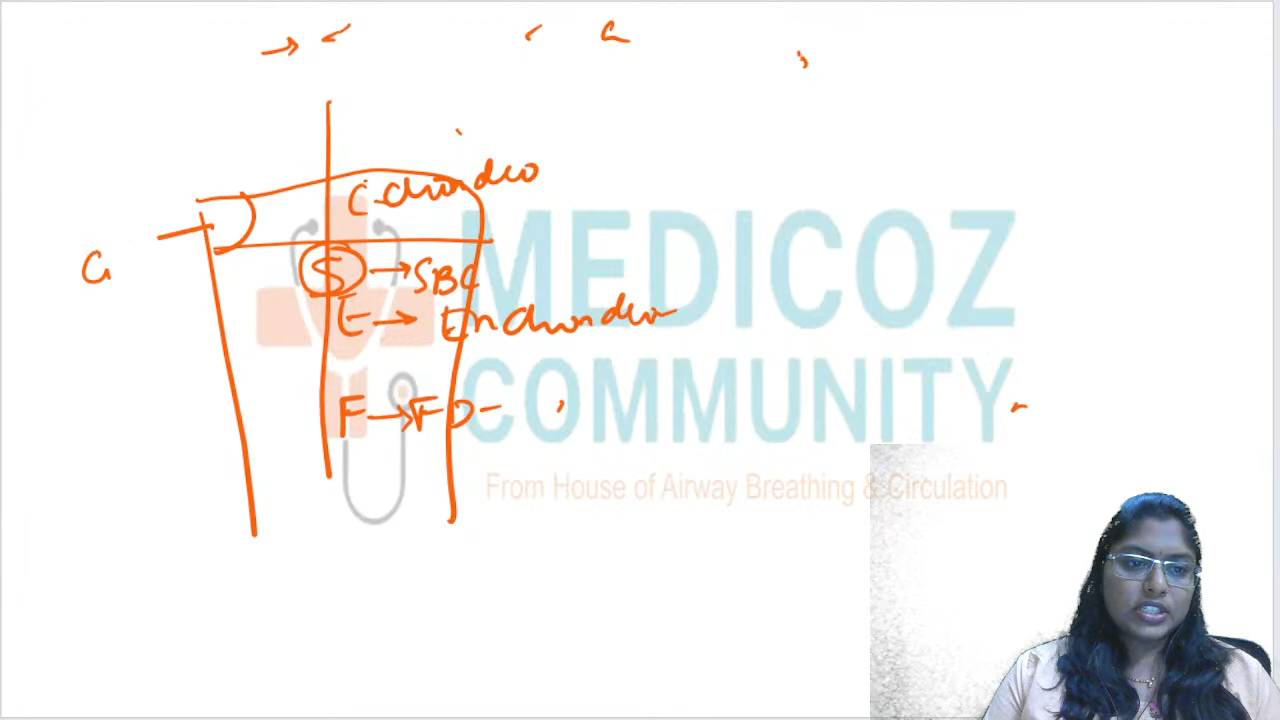 C-chondro
G
S → SBC
E → Enchondro
F → FD -
MEDICOZ
COMMUNITY
From House of Airway Breathing & Circulation